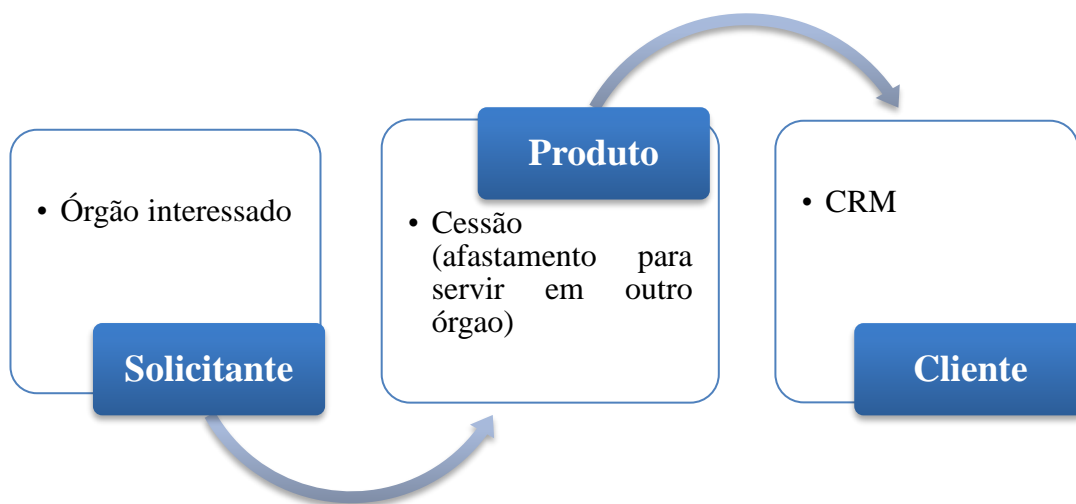 • Órgão interessado
Solicitante
Produto
• Cessão
(afastamento para
servir em outro
órgao)
• CRM
Cliente